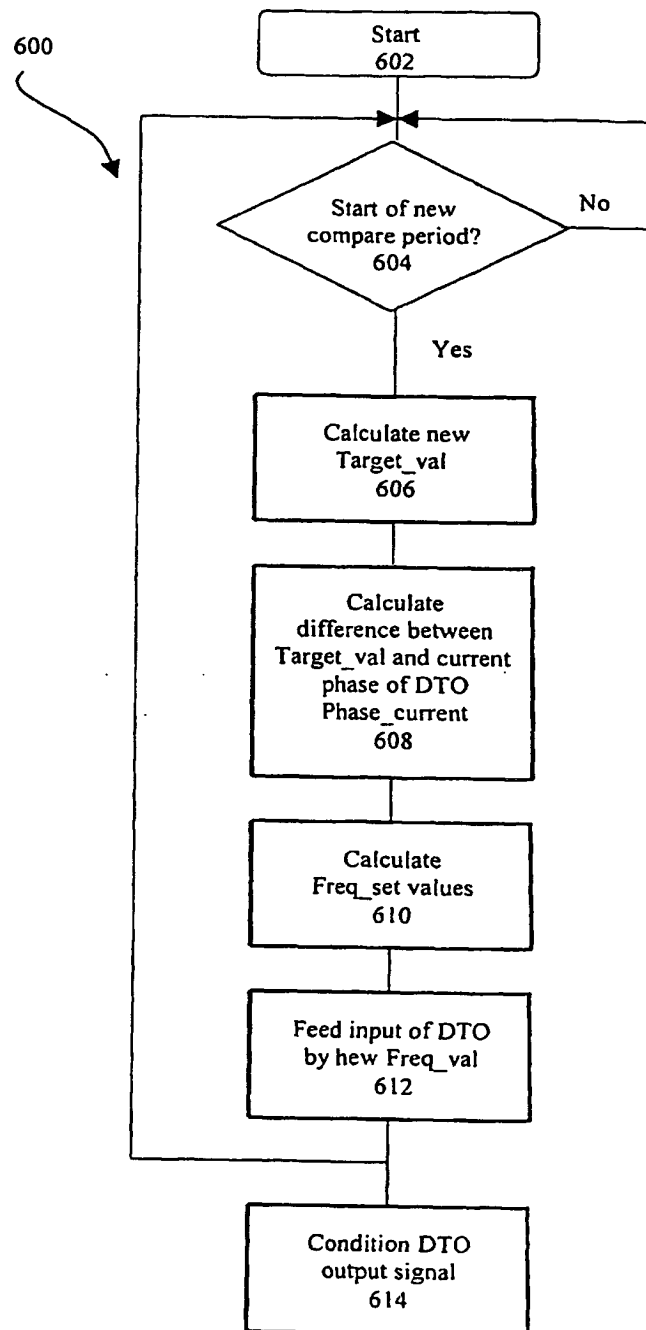 600
Start
602
Start of new
compare period?
604
No
Yes
Calculate new
Target_val
606
Calculate
difference between
Target_val and current
phase of DTO
Phase_current
608
Calculate
Freq_set values
610
Feed input of DTO
by hew Freq_val
612
Condition DTO
output signal
614